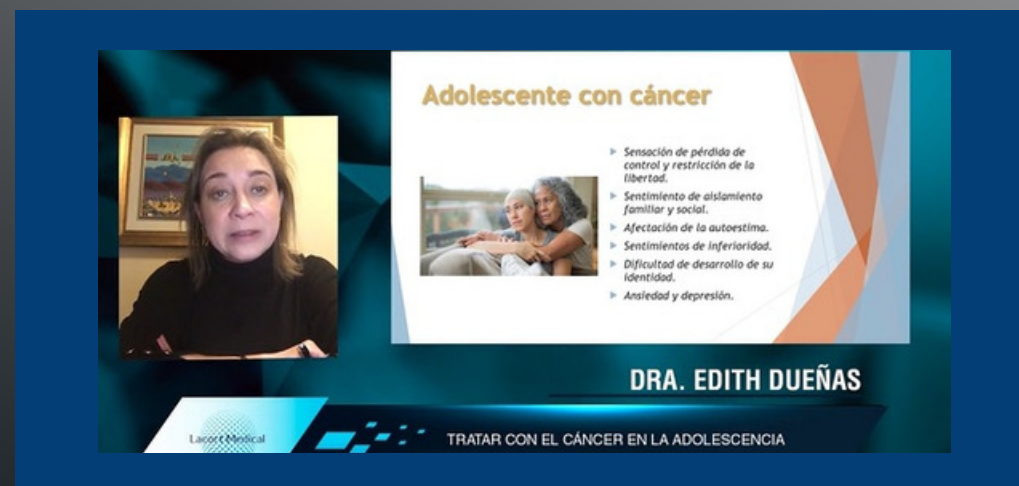 Adolescente con cáncer
Sensación de pérdida de
control y restricción de la
libertad.
Sentimiento de aislamiento
familiar y social.
Afectación de la autoestima.
Sentimientos de inferioridad.
Dificultad de desarrollo de su
identidad.
Ansiedad y depresión.
DRA. EDITH DUEÑAS
Lacort Medical
TRATAR CON EL CÁNCER EN LA ADOLESCENCIA